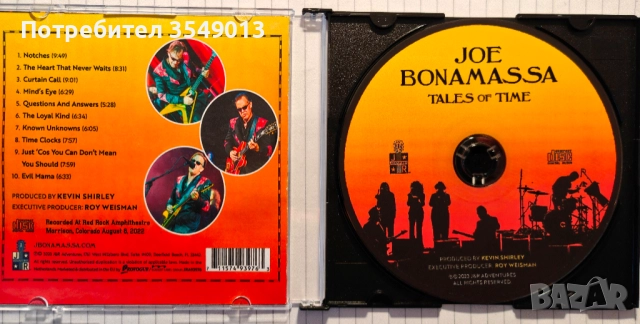 Потребител 3549013
1. Notches (9:49)
2. The Heart That Never Waits (8:31)
3. Curtain Call (9:01)
4. Mind's Eye (6:29)
5. Questions And Answers (5:28)
6. The Loyal Kind (6:34)
7. Known Unknowns (6:05)
8. Time Clocks (7:57)
9. Just 'Cos You Can Don't Mean
You Should (7:59)
10. Evil Mama (6:33)
PRODUCED BY KEVIN SHIRLEY
EXECUTIVE PRODUCER: ROY WEISMAN
Recorded At Red Rock Amphitheatre
Morrison, Colorado August 8, 2022
JBONAMASSA.COM
JOE
BONAMASSA
TALES OF TIME
PRODUCED BY KEVIN SHIRLEY
EXECUTIVE PRODUCER: ROY WEISMAN
©℗ 2023 J&R ADVENTURES
ALL RIGHTS RESERVED.
BAZAR.BG